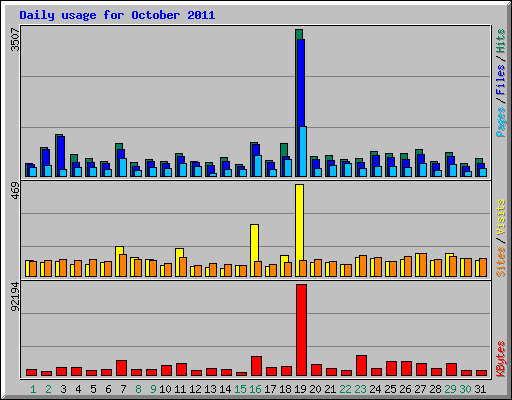 Daily usage for October 2011
3507
Pages / Files / Hits
469
Sites / Visits
92194
KBytes
1 2 3 4 5 6 7 8 9 10 11 12 13 14 15 16 17 18 19 20 21 22 23 24 25 26 27 28 29 30 31